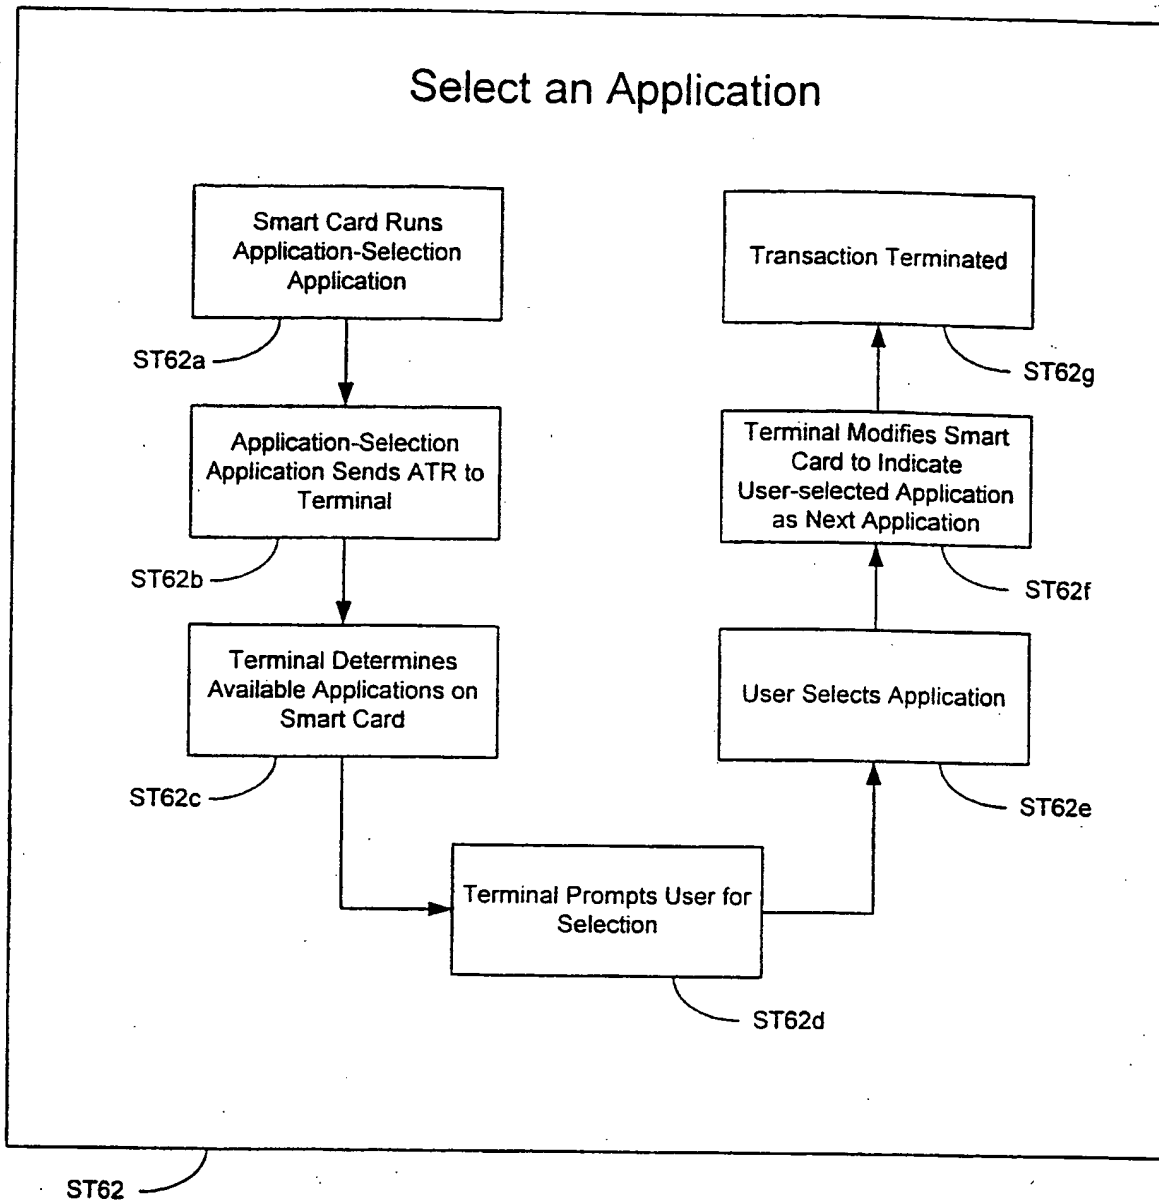 Select an Application
Smart Card Runs
Application-Selection
Application
ST62a
Application-Selection
Application Sends ATR to
Terminal
ST62b
Terminal Determines
Available Applications on
Smart Card
ST62c
Terminal Prompts User for
Selection
ST62d
User Selects Application
ST62e
Terminal Modifies Smart
Card to Indicate
User-selected Application
as Next Application
ST62f
Transaction Terminated
ST62g
ST62